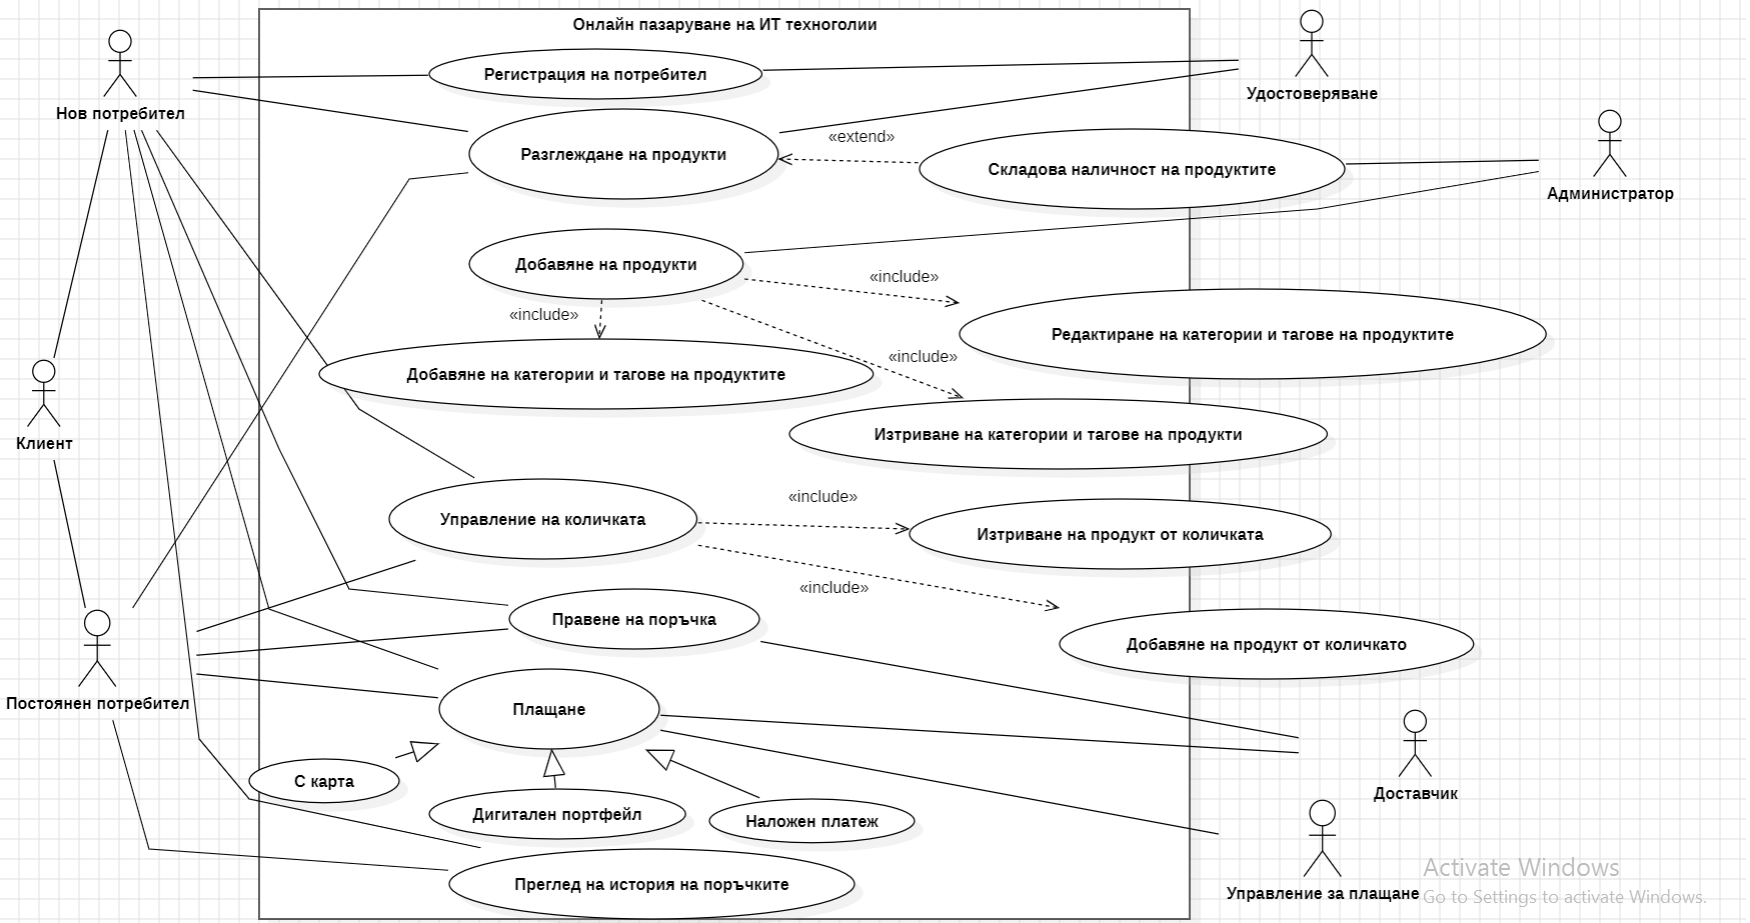 Онлайн пазаруване на ИТ техноголии
Нов потребител
Регистрация на потребител
Удостоверяване
«extend»
Разглеждане на продукти
Складова наличност на продуктите
Администратор
Добавяне на продукти
«include»
«include»
Редактиране на категории и тагове на продуктите
«include»
Добавяне на категории и тагове на продуктите
Изтриване на категории и тагове на продукти
Клиент
«include»
Управление на количката
Изтриване на продукт от количката
«include»
Правене на поръчка
Добавяне на продукт от количкато
Постоянен потребител
Плащане
С карта
Доставчик
Дигитален портфейл
Наложен платеж
Преглед на история на поръчките
Управление за плащане
Activate Windows
Go to Settings to activate Windows.